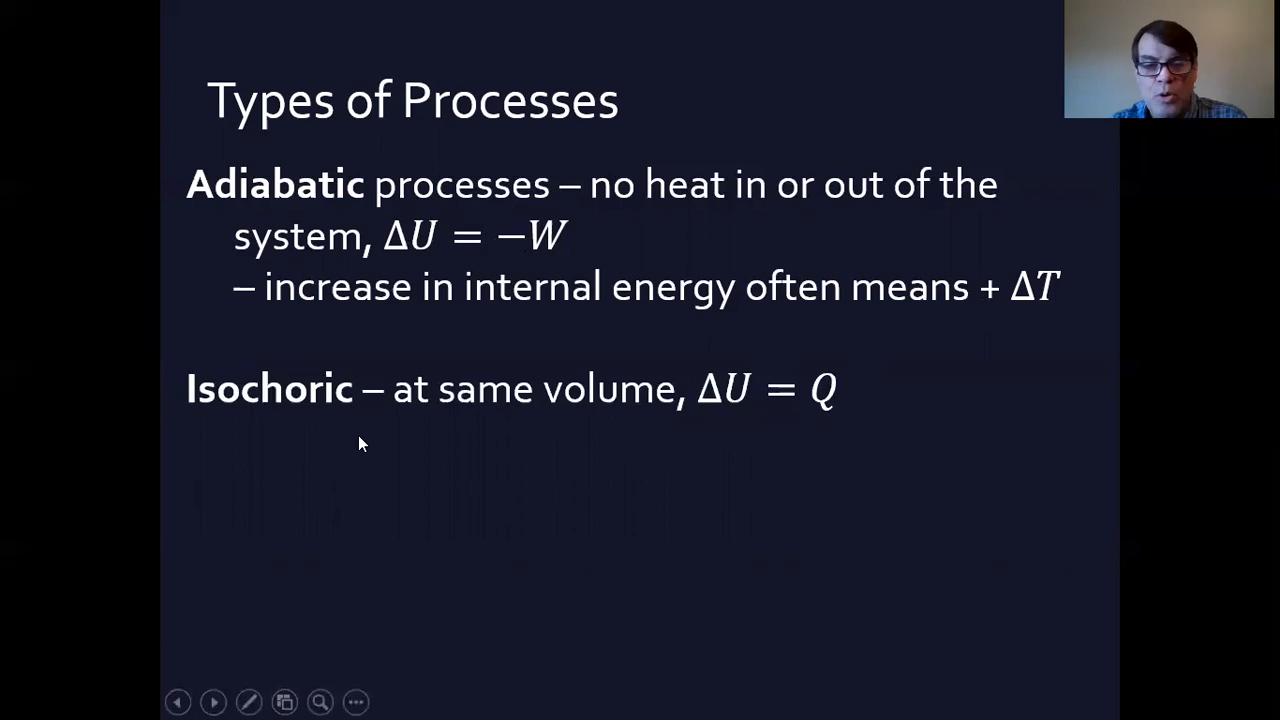 Types of Processes
Adiabatic processes – no heat in or out of the
system, Δ𝑈 = −𝑊
– increase in internal energy often means + Δ𝑇
Isochoric – at same volume, Δ𝑈 = 𝑄